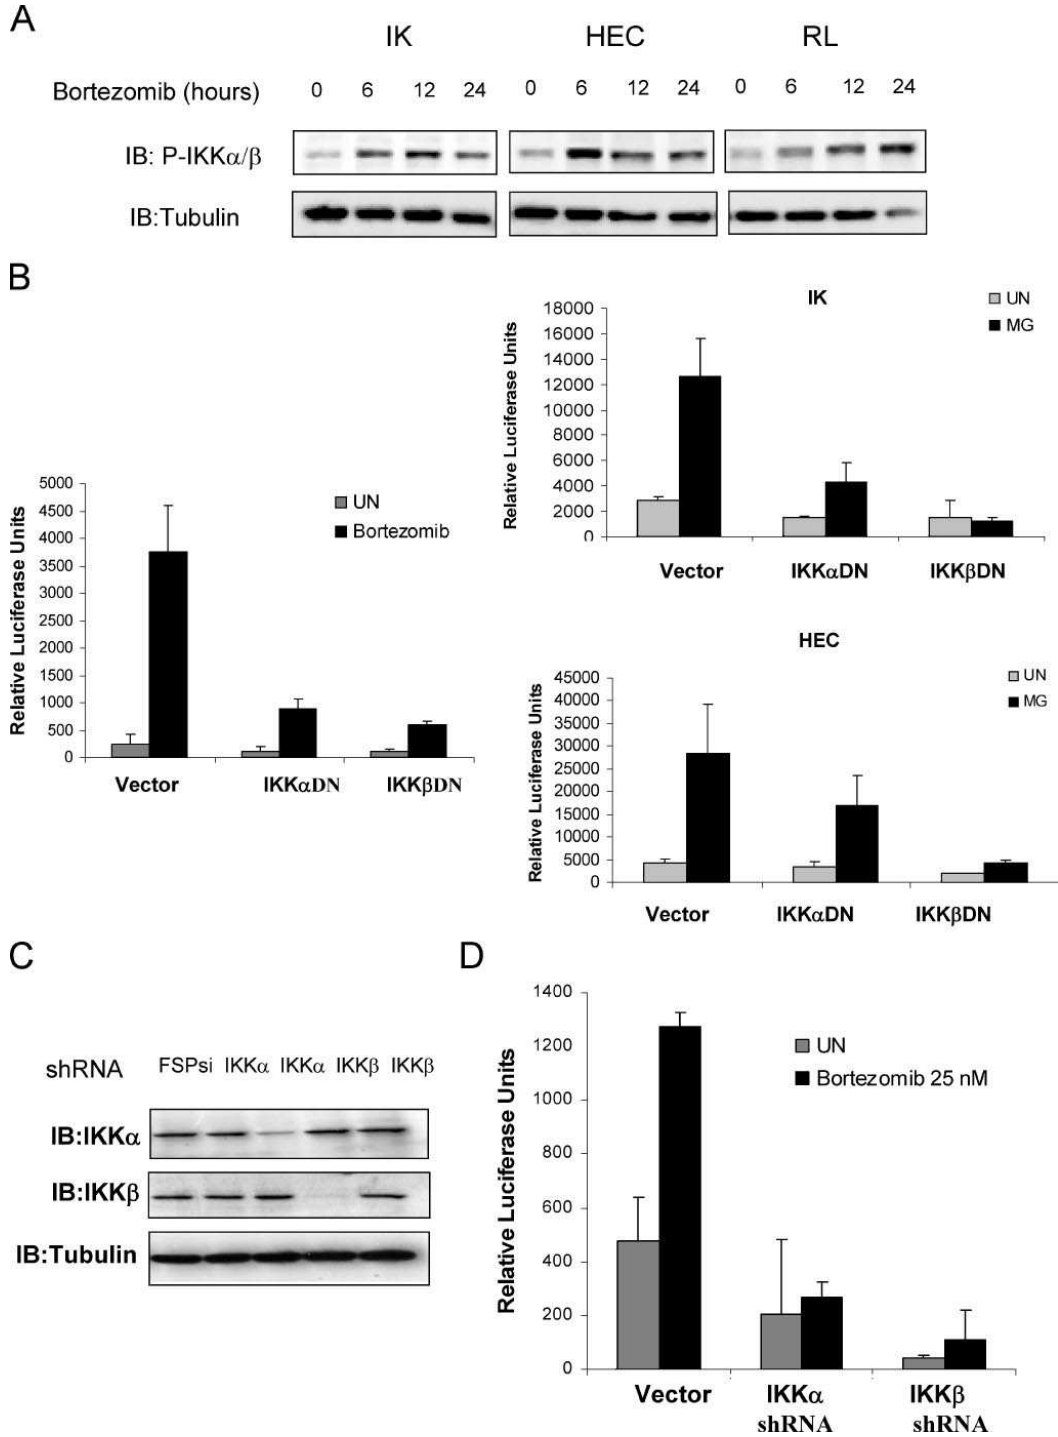 A
IK HEC RL
Bortezomib (hours) 0 6 12 24 0 6 12 24 0 6 12 24
IB: P-IKKα/β
IB:Tubulin
B
Relative Luciferase Units
5000
4500
4000
3500
3000
2500
2000
1500
1000
500
0
UN
Bortezomib
Vector IKKαDN IKKβDN
IK
Relative Luciferase Units
18000
16000
14000
12000
10000
8000
6000
4000
2000
0
UN
MG
Vector IKKαDN IKKβDN
HEC
Relative Luciferase Units
45000
40000
35000
30000
25000
20000
15000
10000
5000
0
UN
MG
Vector IKKαDN IKKβDN
C
shRNA FSPsi IKKα IKKα IKKβ IKKβ
IB:IKKα
IB:IKKβ
IB:Tubulin
D
Relative Luciferase Units
1400
1200
1000
800
600
400
200
0
UN
Bortezomib 25 nM
Vector IKKα IKKβ
shRNA shRNA